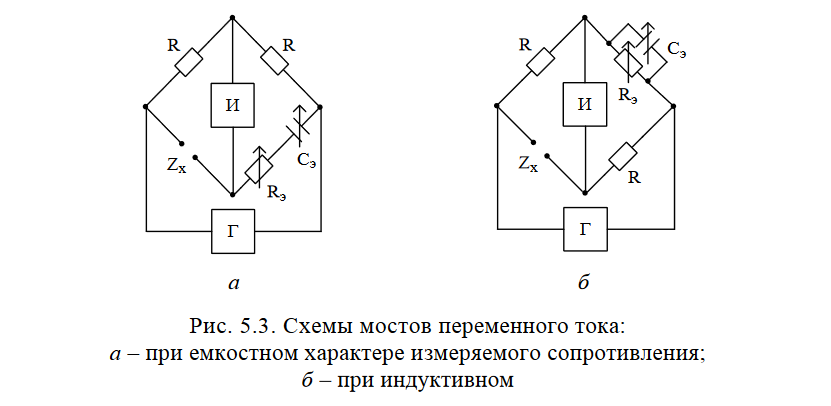 R R R Cэ
И И Rэ
Zx Cэ Zx R
Rэ
Г Г
а б
Рис. 5.3. Схемы мостов переменного тока:
а – при емкостном характере измеряемого сопротивления;
б – при индуктивном